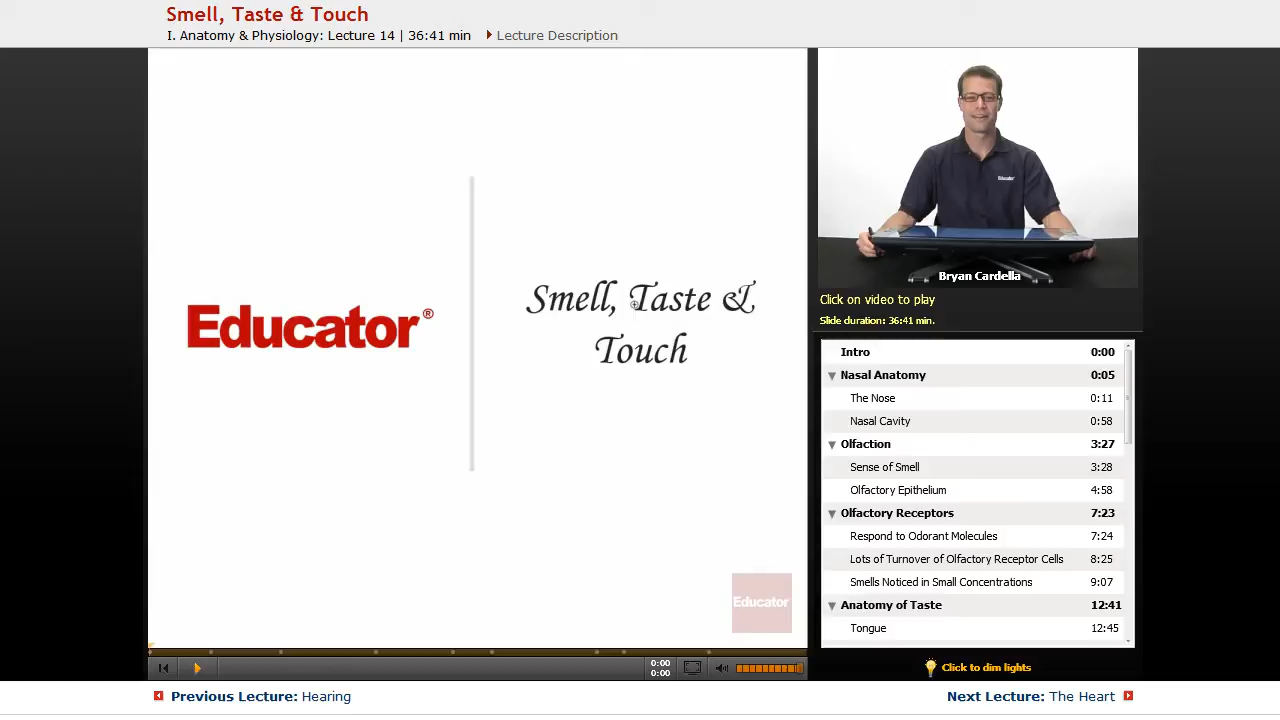 Smell, Taste & Touch
I. Anatomy & Physiology: Lecture 14 | 36:41 min Lecture Description
Educator®
Smell, Taste &
Touch
Educator
Educator
Bryan Cardella
Click on video to play
Slide duration: 36:41 min.
Intro 0:00
Nasal Anatomy 0:05
The Nose 0:11
Nasal Cavity 0:58
Olfaction 3:27
Sense of Smell 3:28
Olfactory Epithelium 4:58
Olfactory Receptors 7:23
Respond to Odorant Molecules 7:24
Lots of Turnover of Olfactory Receptor Cells 8:25
Smells Noticed in Small Concentrations 9:07
Anatomy of Taste 12:41
Tongue 12:45
0:00
0:00
Click to dim lights
Previous Lecture: Hearing
Next Lecture: The Heart